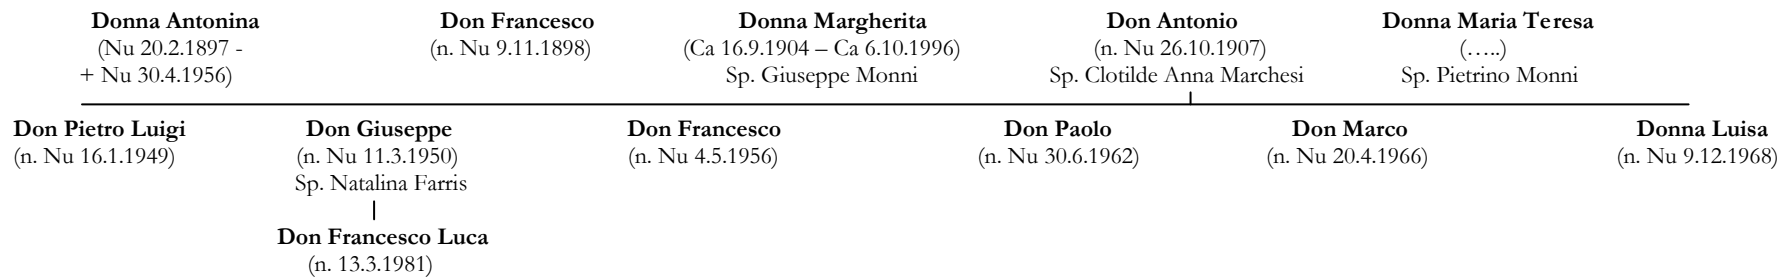 Donna Antonina Don Francesco Donna Margherita Don Antonio Donna Maria Teresa
(Nu 20.2.1897 - (n. Nu 9.11.1898) (Ca 16.9.1904 – Ca 6.10.1996) (n. Nu 26.10.1907) (…..)
+ Nu 30.4.1956) Sp. Giuseppe Monni Sp. Clotilde Anna Marchesi Sp. Pietrino Monni
Don Pietro Luigi Don Giuseppe Don Francesco Don Paolo Don Marco Donna Luisa
(n. Nu 16.1.1949) (n. Nu 11.3.1950) (n. Nu 4.5.1956) (n. Nu 30.6.1962) (n. Nu 20.4.1966) (n. Nu 9.12.1968)
Sp. Natalina Farris
Don Francesco Luca
(n. 13.3.1981)